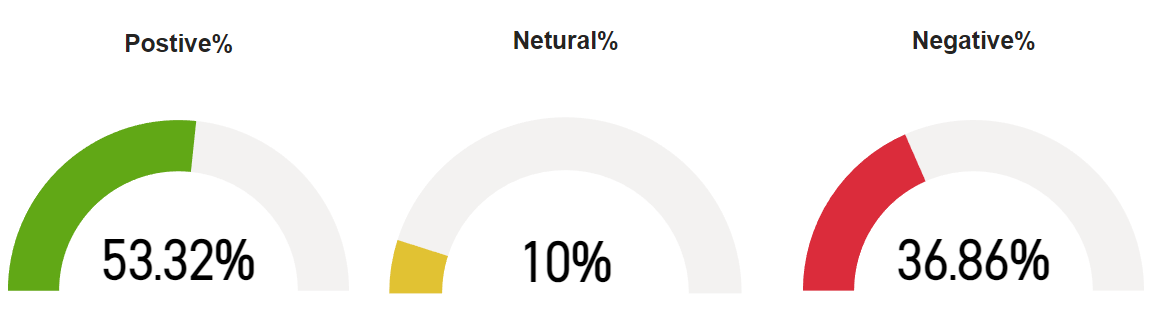 Postive%
Netural%
Negative%
53.32%
10%
36.86%